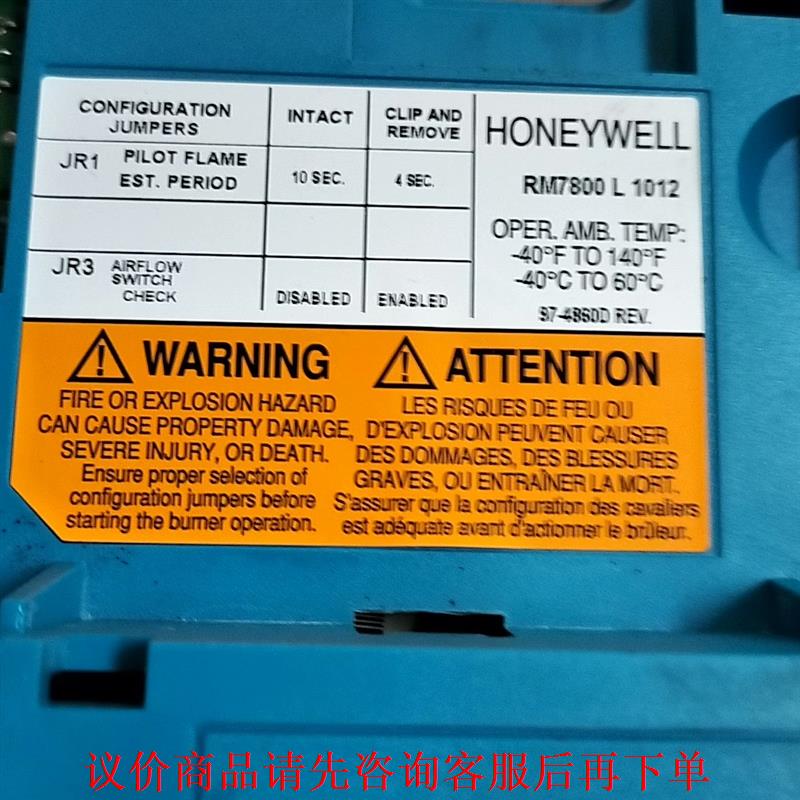 CONFIGURATION
JUMPERS
INTACT
CLIP AND
REMOVE
JR1 PILOT FLAME
EST. PERIOD
10 SEC.
4 SEC.
JR3 AIRFLOW
SWITCH
CHECK
DISABLED
ENABLED
HONEYWELL
RM7800 L 1012
OPER. AMB. TEMP:
-40°F TO 140°F
-40°C TO 60°C
97-4860D REV.
WARNING
FIRE OR EXPLOSION HAZARD
CAN CAUSE PROPERTY DAMAGE,
SEVERE INJURY, OR DEATH.
Ensure proper selection of
configuration jumpers before
starting the burner operation.
ATTENTION
LES RISQUES DE FEU OU
D'EXPLOSION PEUVENT CAUSER
DES DOMMAGES, DES BLESSURES
GRAVES, OU ENTRAÎNER LA MORT.
S'assurer que la configuration des cavaliers
est adéquate avant d'actionner le brûleur.
议价商品请先咨询客服后再下单